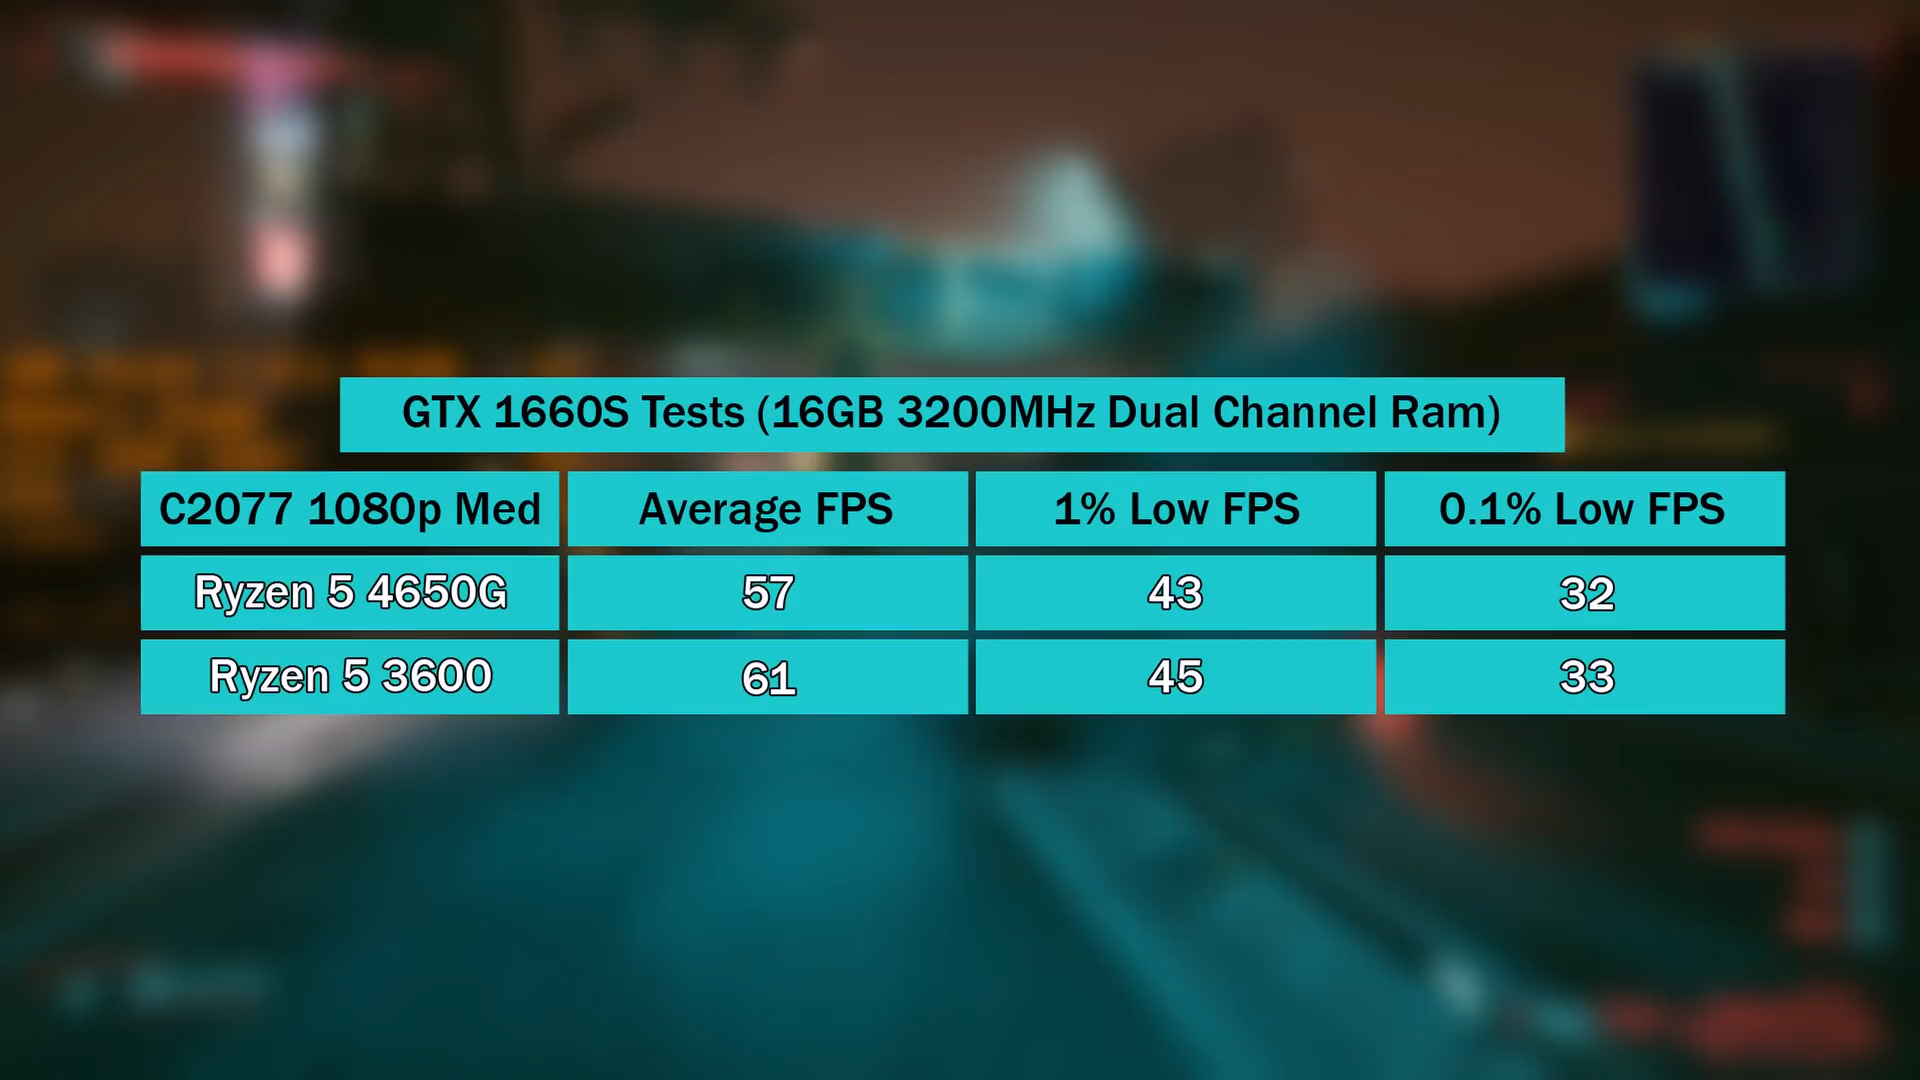 GTX 1660S Tests (16GB 3200MHz Dual Channel Ram)
C2077 1080p Med Average FPS 1% Low FPS 0.1% Low FPS
Ryzen 5 4650G 57 43 32
Ryzen 5 3600 61 45 33